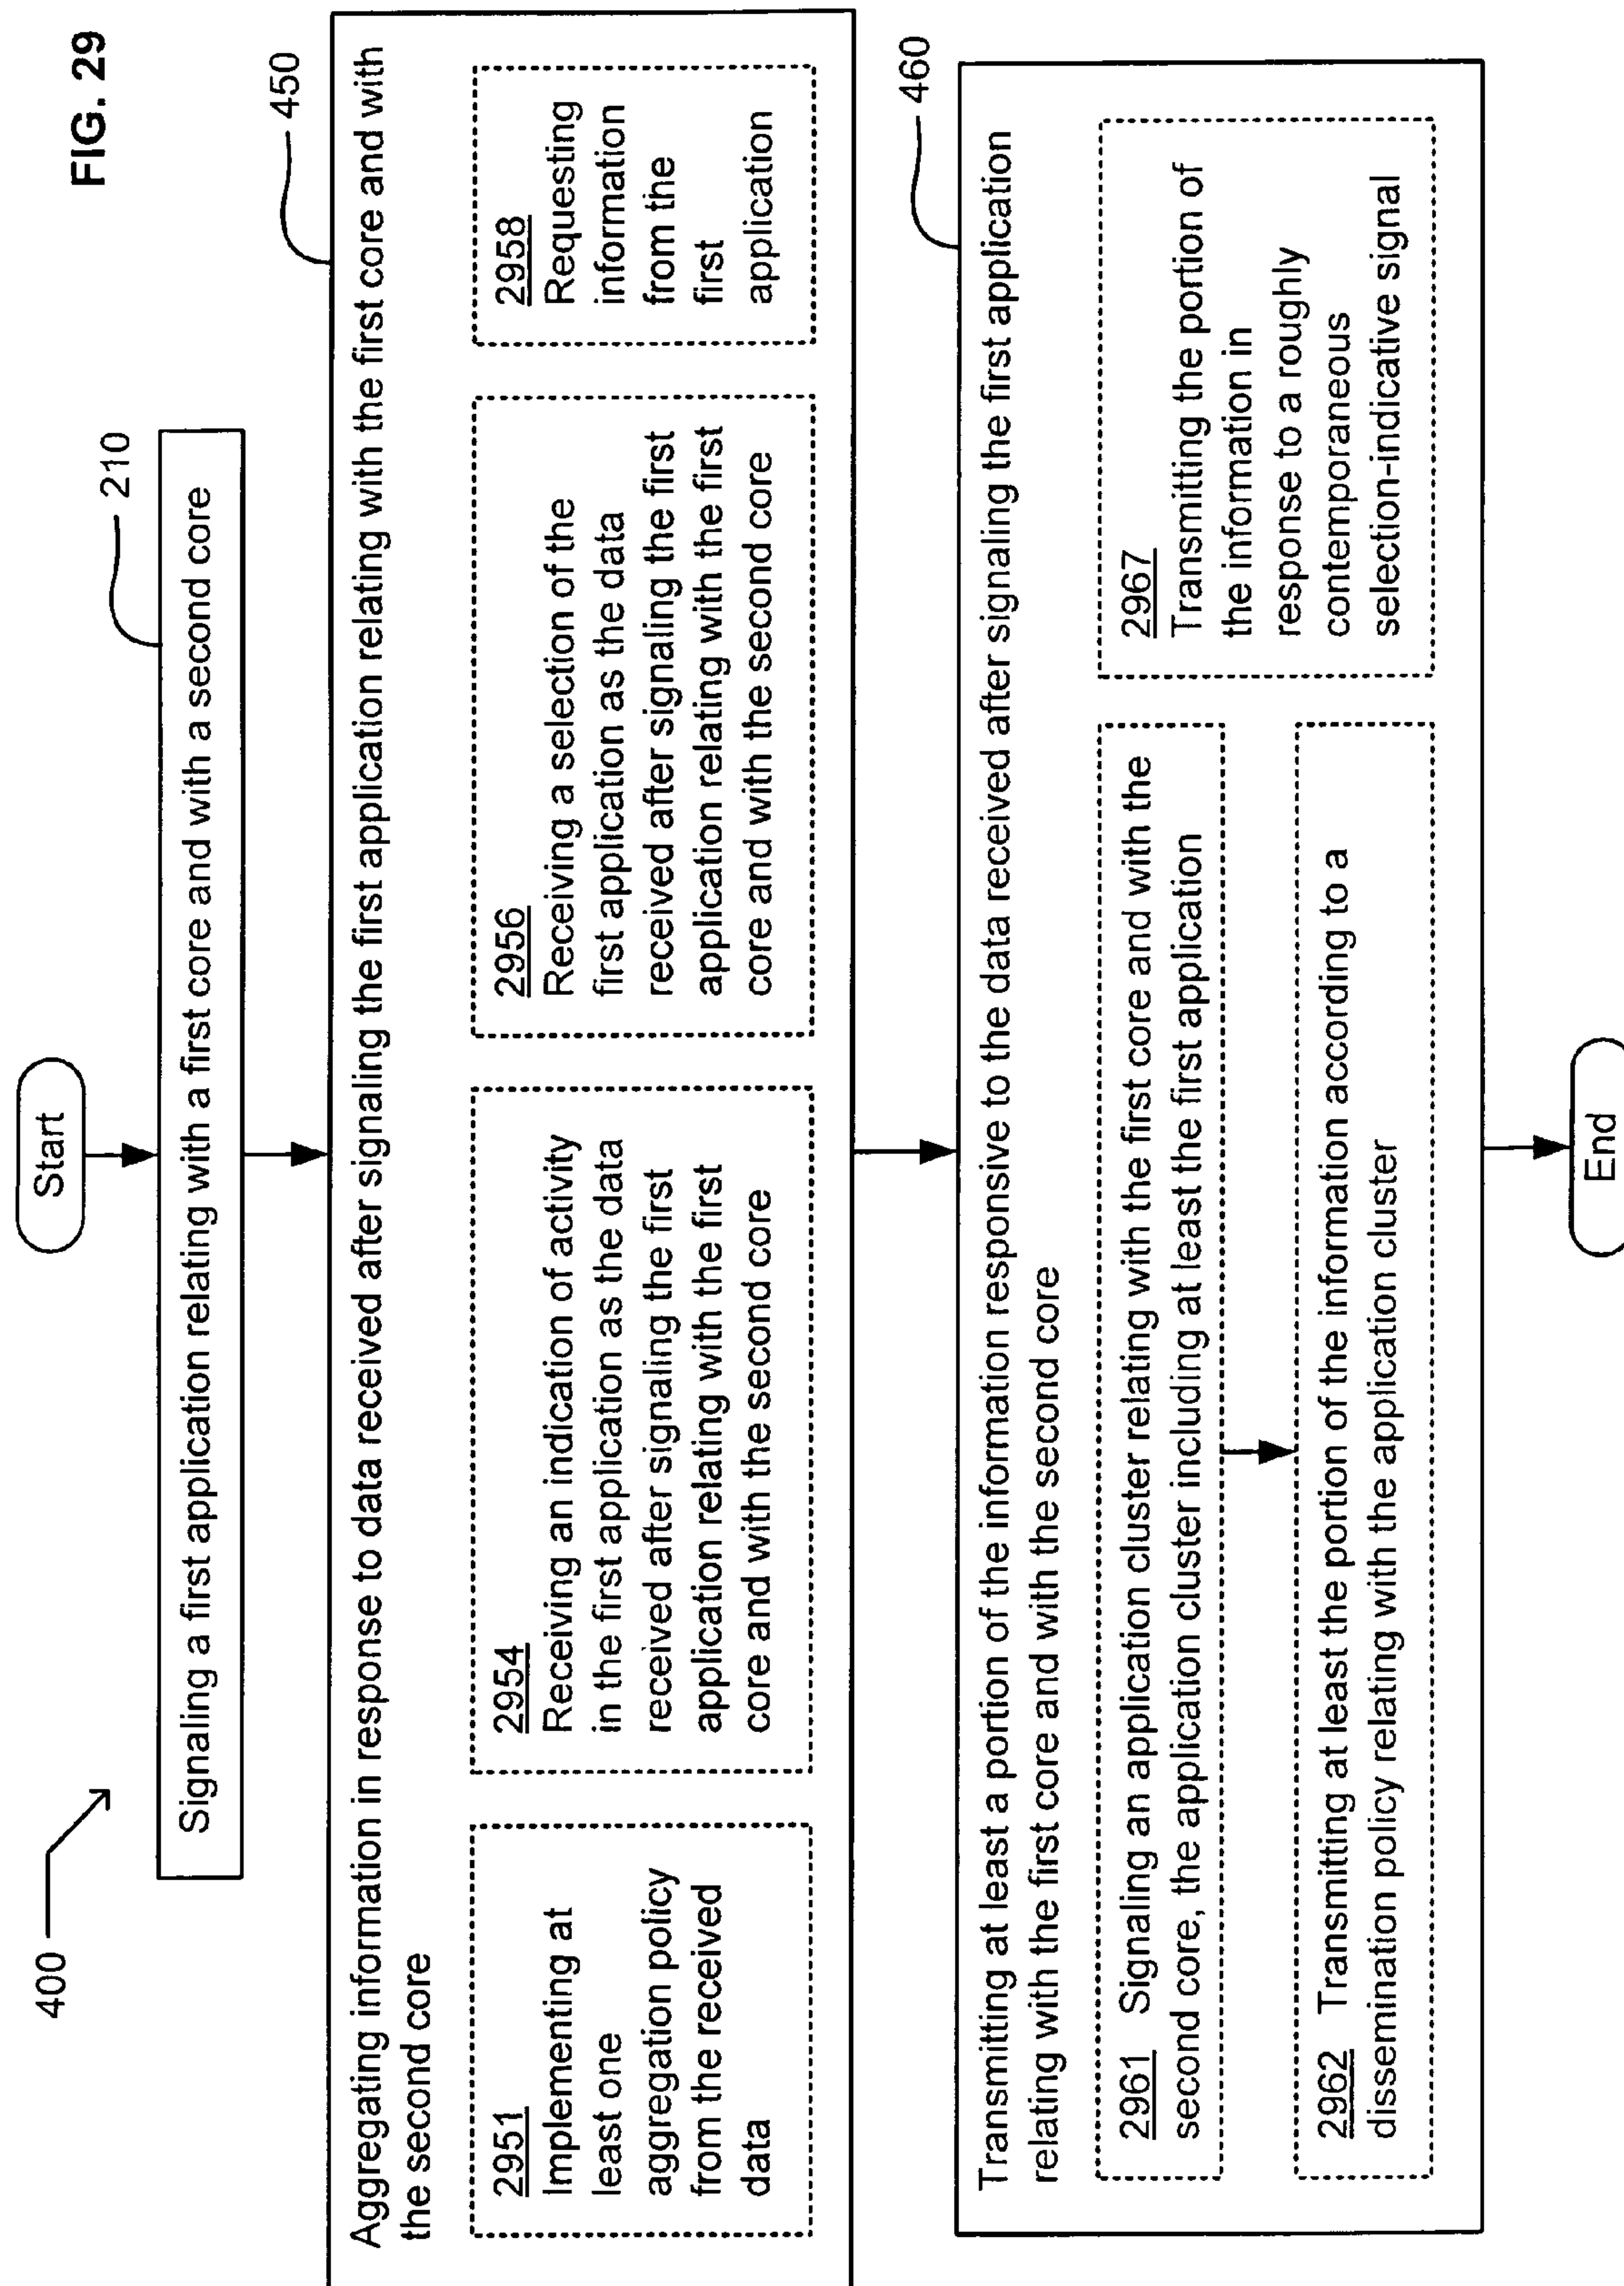 FIG. 29
400
Start
210
Signaling a first application relating with a first core and with a second core
450
Aggregating information in response to data received after signaling the first application relating with the first core and with
the second core
2951
Implementing at
least one
aggregation policy
from the received
data
2954
Receiving an indication of activity
in the first application as the data
received after signaling the first
application relating with the first
core and with the second core
2956
Receiving a selection of the
first application as the data
received after signaling the first
application relating with the first
core and with the second core
2958
Requesting
information
from the
first
application
460
Transmitting at least a portion of the information responsive to the data received after signaling the first application
relating with the first core and with the second core
2961 Signaling an application cluster relating with the first core and with the
second core, the application cluster including at least the first application
2962 Transmitting at least the portion of the information according to a
dissemination policy relating with the application cluster
2967
Transmitting the portion of
the information in
response to a roughly
contemporaneous
selection-indicative signal
End